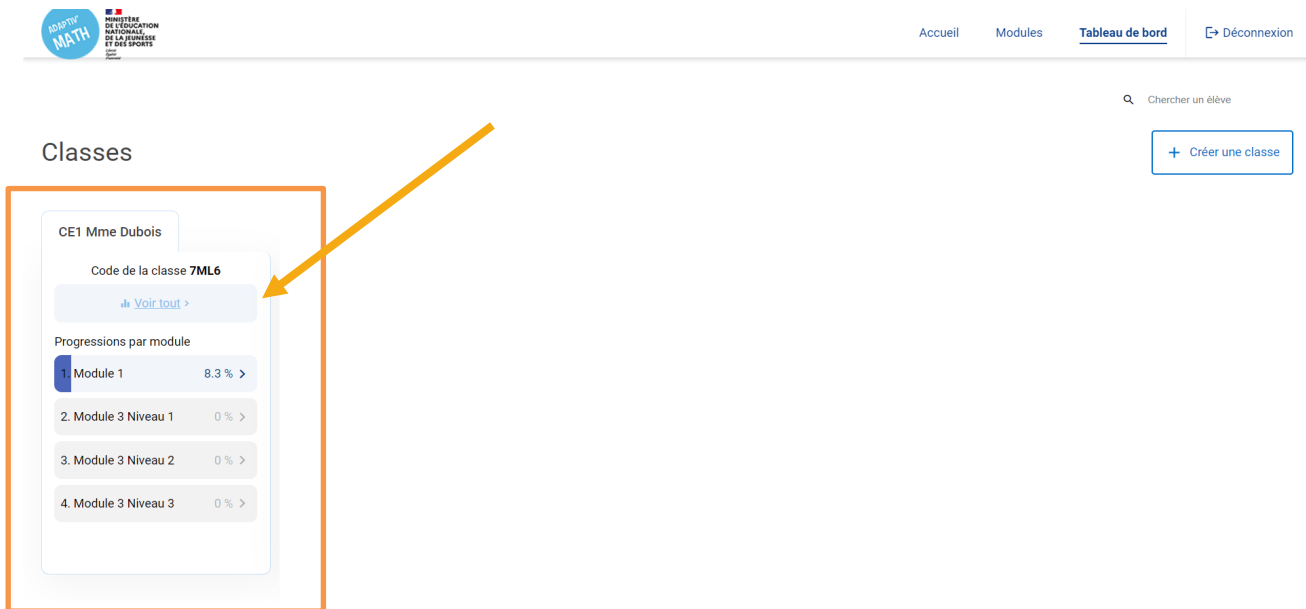 ADAPTIV'
MATH
MINISTÈRE
DE L'ÉDUCATION
NATIONALE,
DE LA JEUNESSE
ET DES SPORTS
Liberté
Égalité
Fraternité
Accueil
Modules
Tableau de bord
Déconnexion
Chercher un élève
Classes
+ Créer une classe
CE1 Mme Dubois
Code de la classe 7ML6
Voir tout >
Progressions par module
1. Module 1 8.3 % >
2. Module 3 Niveau 1 0 % >
3. Module 3 Niveau 2 0 % >
4. Module 3 Niveau 3 0 % >